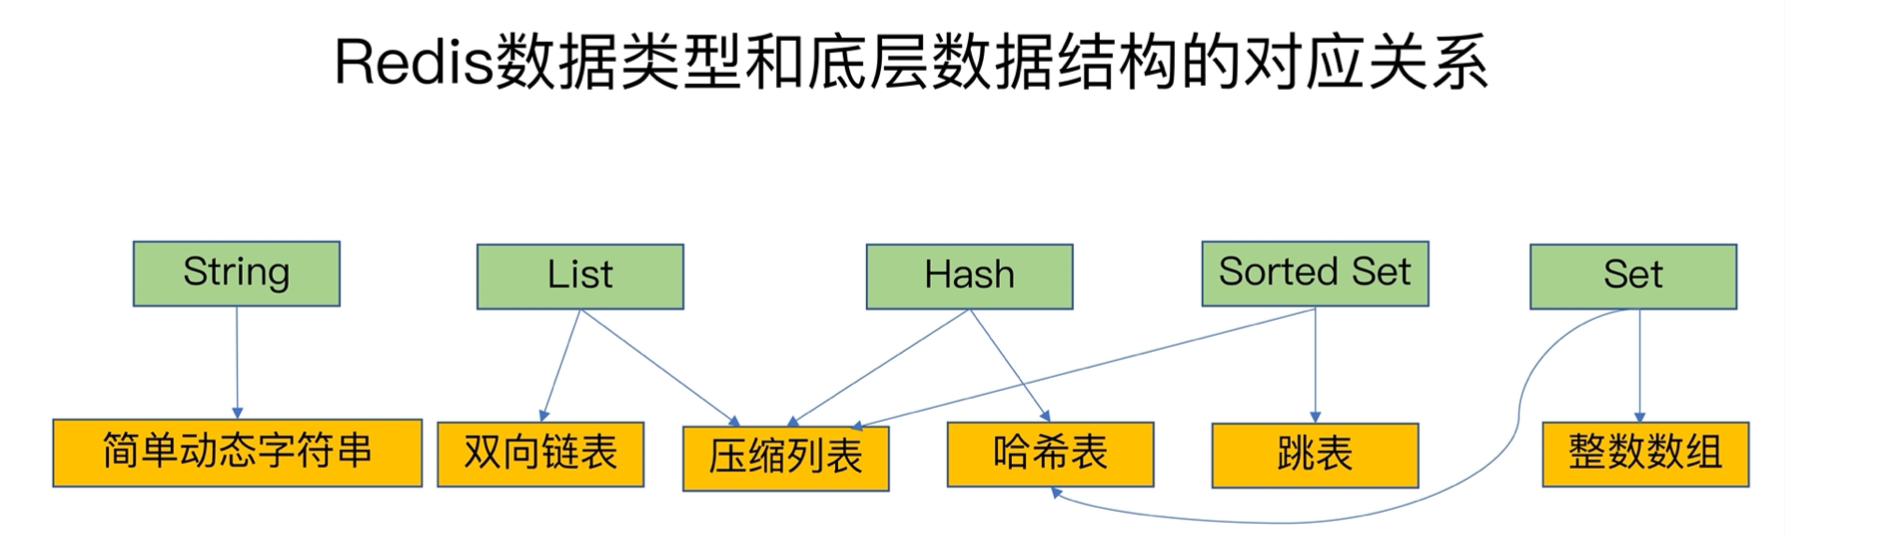 Redis数据类型和底层数据结构的对应关系
String
List
Hash
Sorted Set
Set
简单动态字符串
双向链表
压缩列表
哈希表
跳表
整数数组